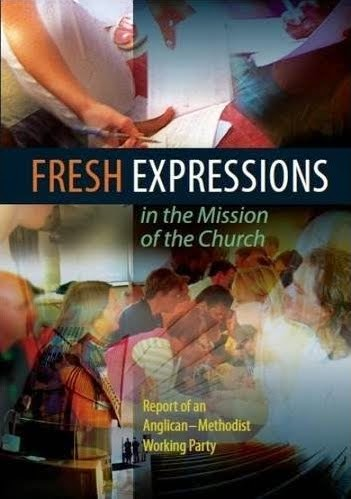 FRESH EXPRESSIONS
in the Mission
of the Church
Report of an
Anglican–Methodist
Working Party